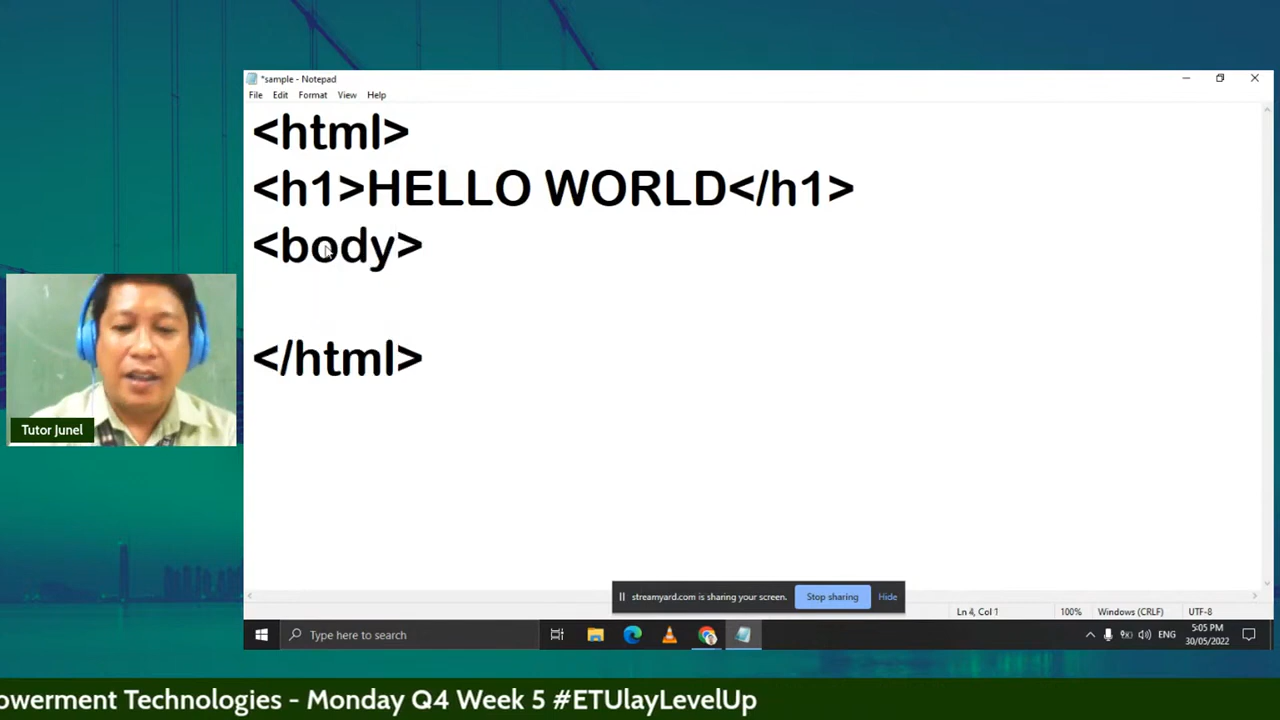 *sample - Notepad
File Edit Format View Help
<html>
<h1>HELLO WORLD</h1>
<body>
</html>
Tutor Junel
streamyard.com is sharing your screen. Stop sharing Hide
Ln 4, Col 1 100% Windows (CRLF) UTF-8
Type here to search
ENG
5:05 PM
30/05/2022
owerment Technologies - Monday Q4 Week 5 #ETUlayLevelUp